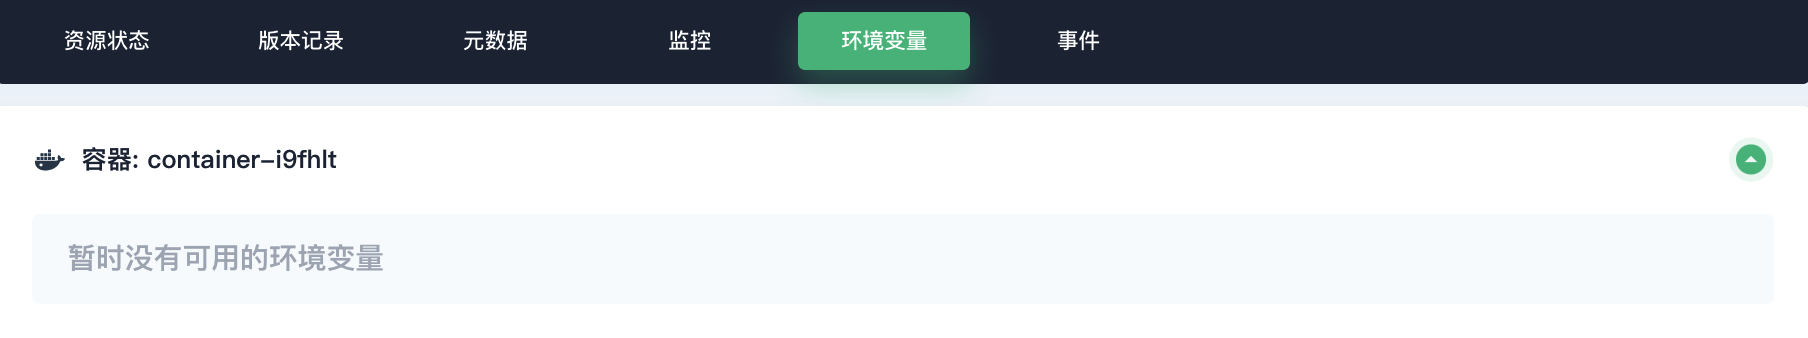 资源状态 版本记录 元数据 监控 环境变量 事件
容器: container-i9fhlt
暂时没有可用的环境变量